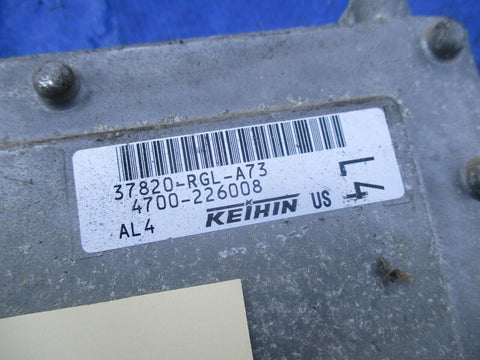 37820-RGL-A73
4700-226008
AL4
KEIHIN
US
L4